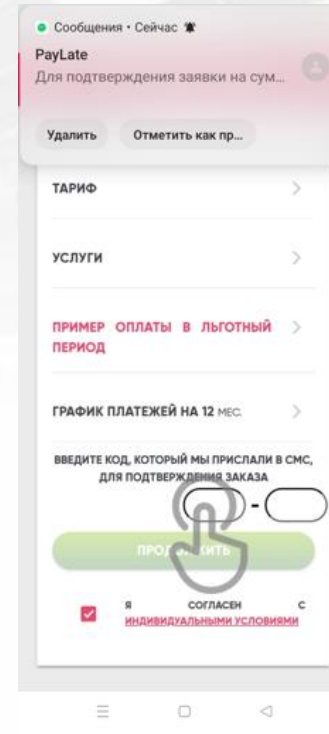 Сообщения • Сейчас
PayLate
Для подтверждения заявки на сум...
Удалить Отметить как пр...
ТАРИФ
УСЛУГИ
ПРИМЕР ОПЛАТЫ В ЛЬГОТНЫЙ
ПЕРИОД
ГРАФИК ПЛАТЕЖЕЙ НА 12 МЕС.
ВВЕДИТЕ КОД, КОТОРЫЙ МЫ ПРИСЛАЛИ В СМС,
ДЛЯ ПОДТВЕРЖДЕНИЯ ЗАКАЗА
-
ПРОДОЛЖИТЬ
Я СОГЛАСЕН С
ИНДИВИДУАЛЬНЫМИ УСЛОВИЯМИ